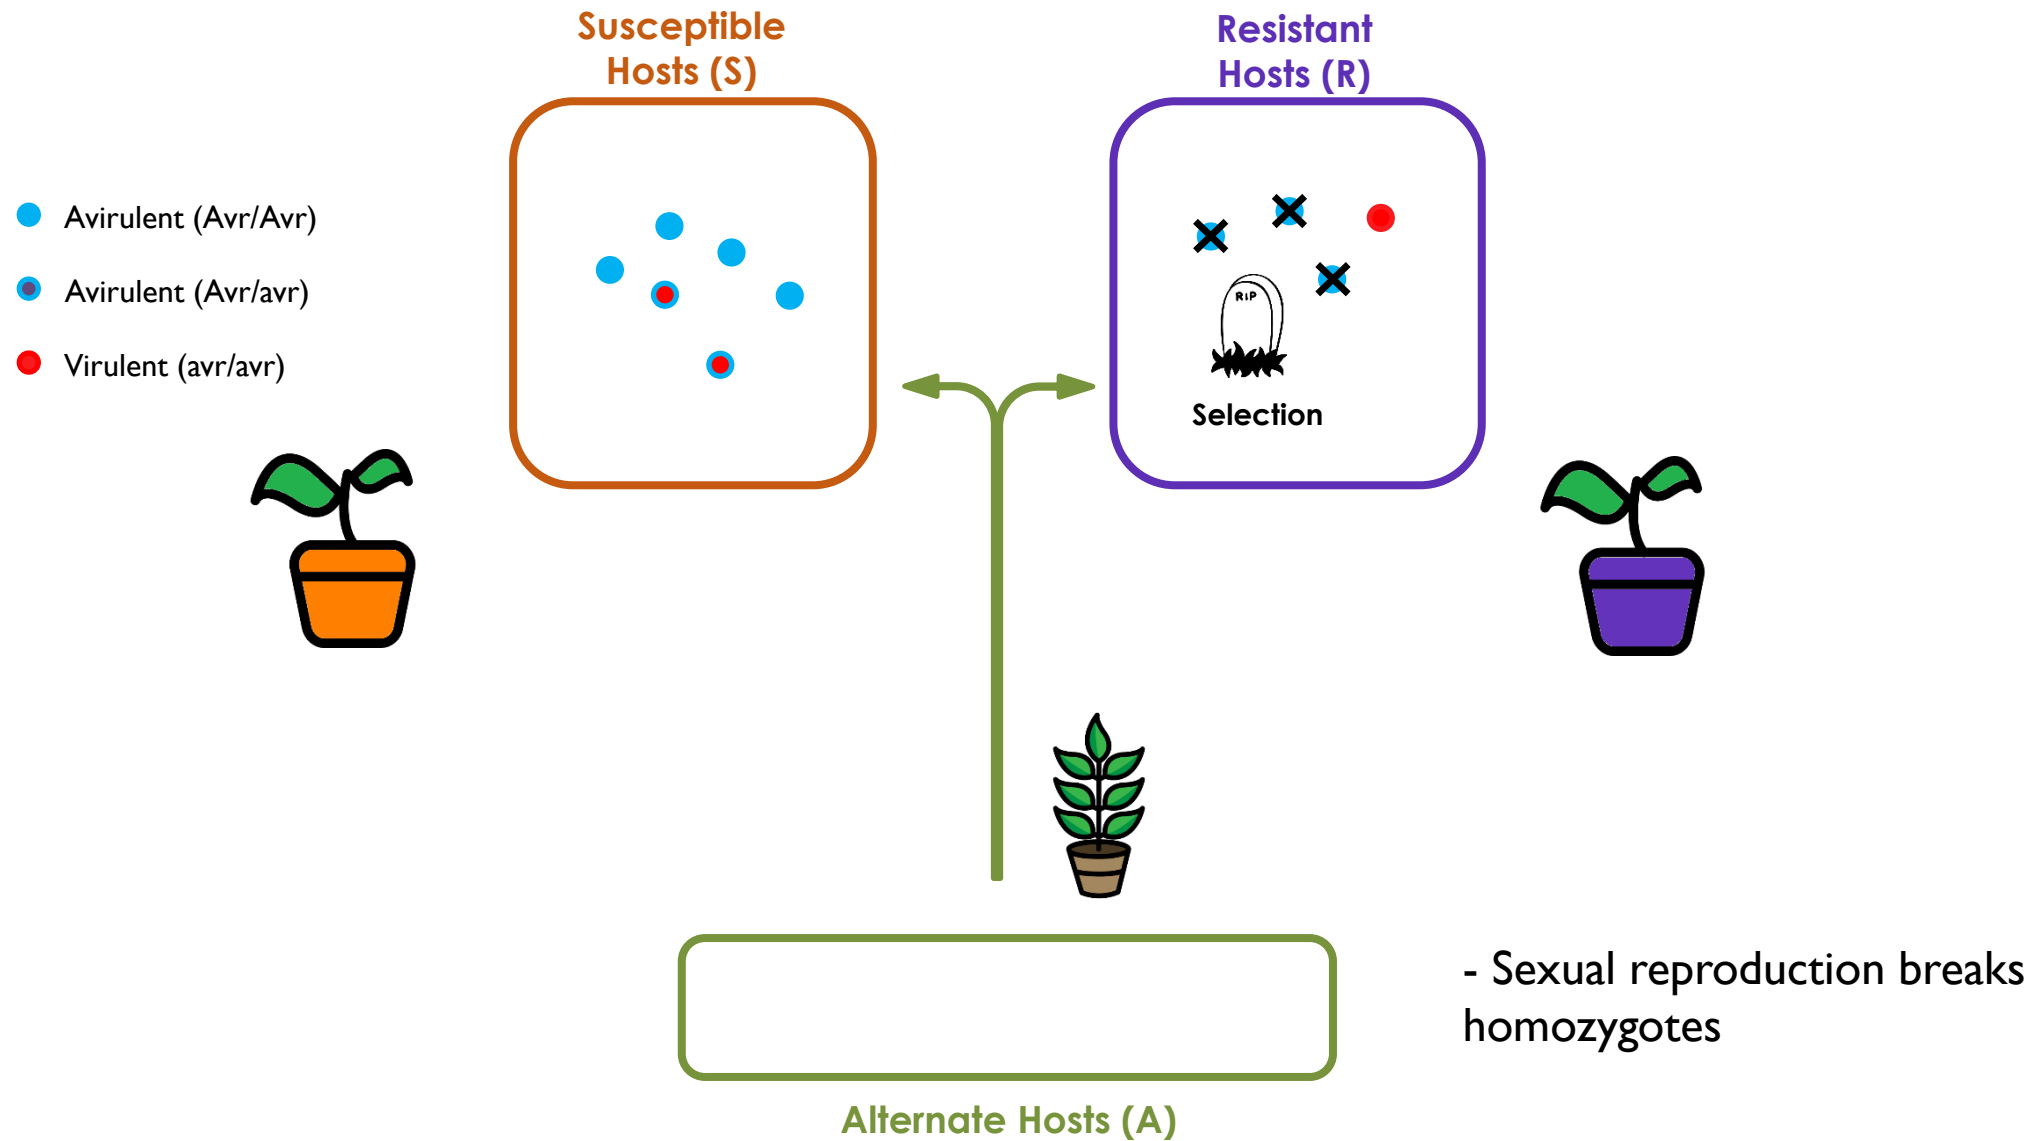 Susceptible
Hosts (S)
Resistant
Hosts (R)
Avirulent (Avr/Avr)
Avirulent (Avr/avr)
Virulent (avr/avr)
RIP
Selection
- Sexual reproduction breaks
homozygotes
Alternate Hosts (A)